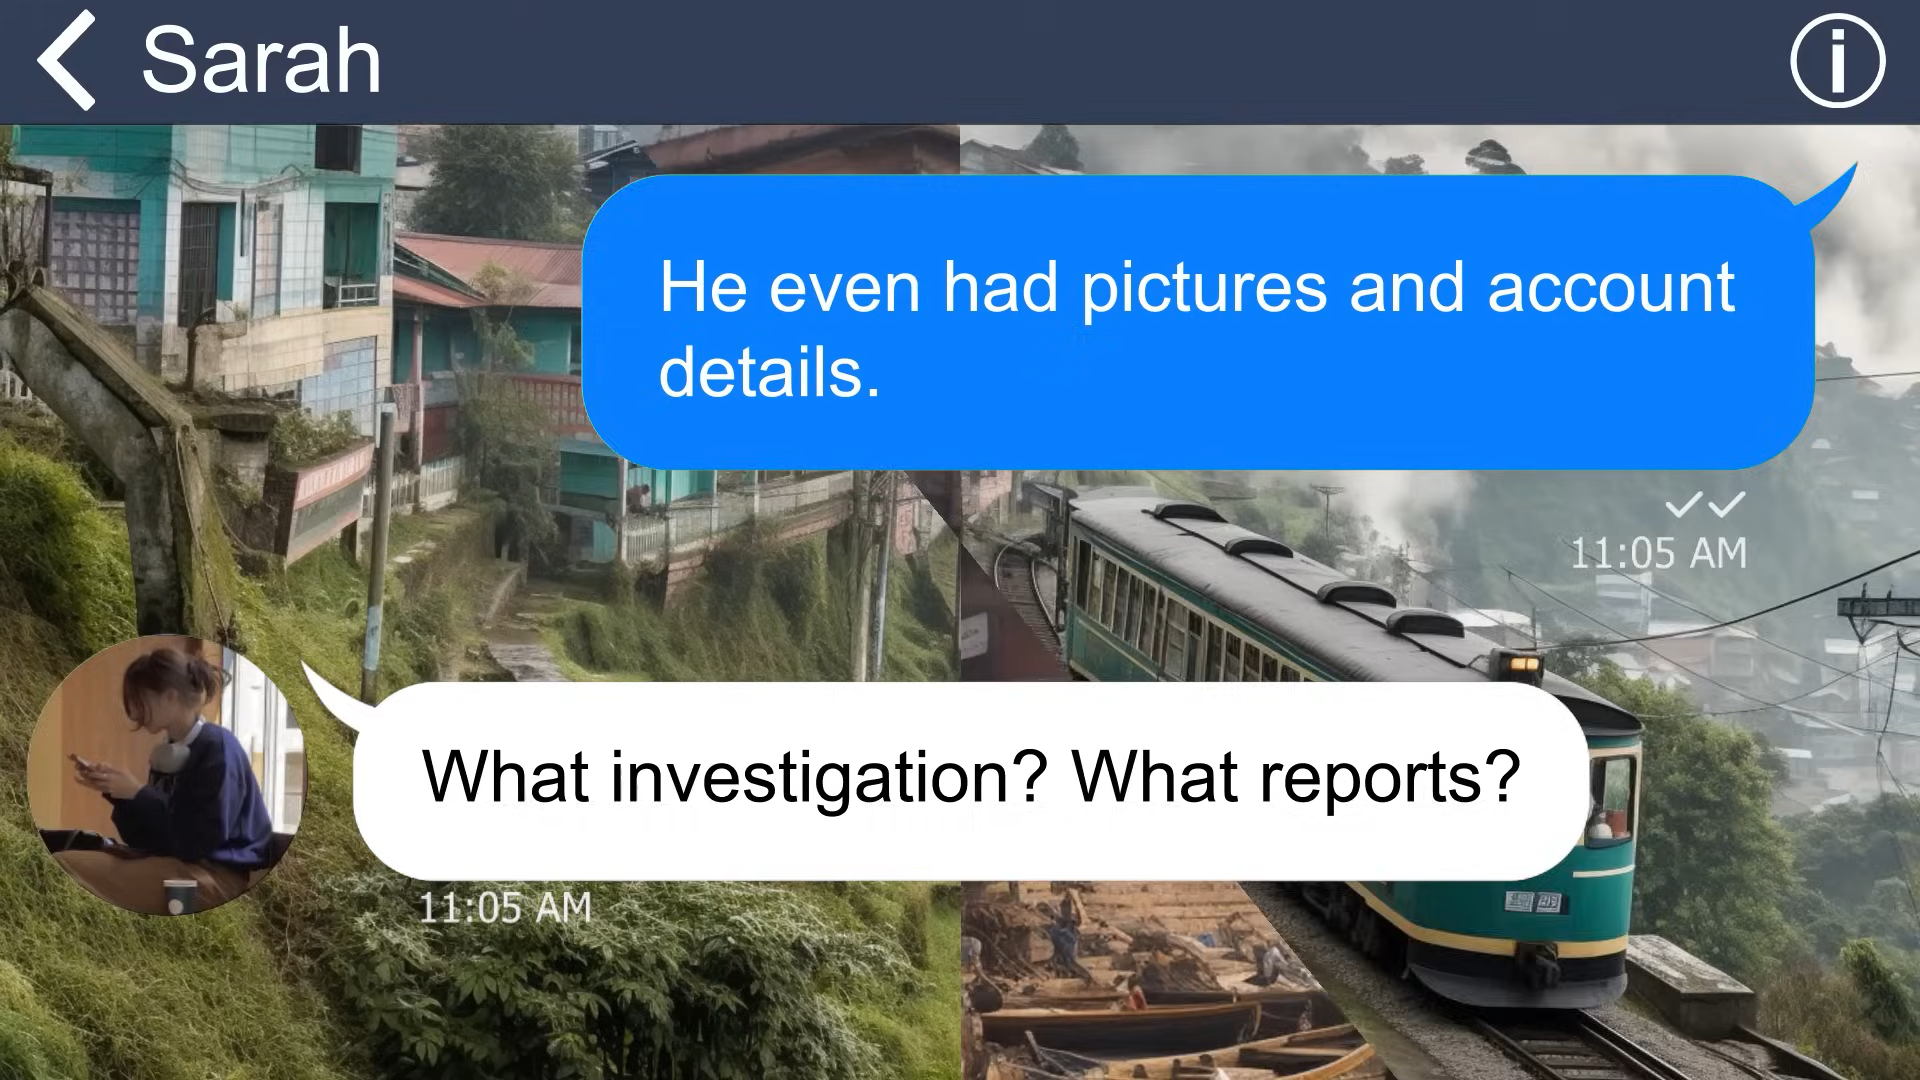 Sarah
He even had pictures and account
details.
11:05 AM
What investigation? What reports?
11:05 AM